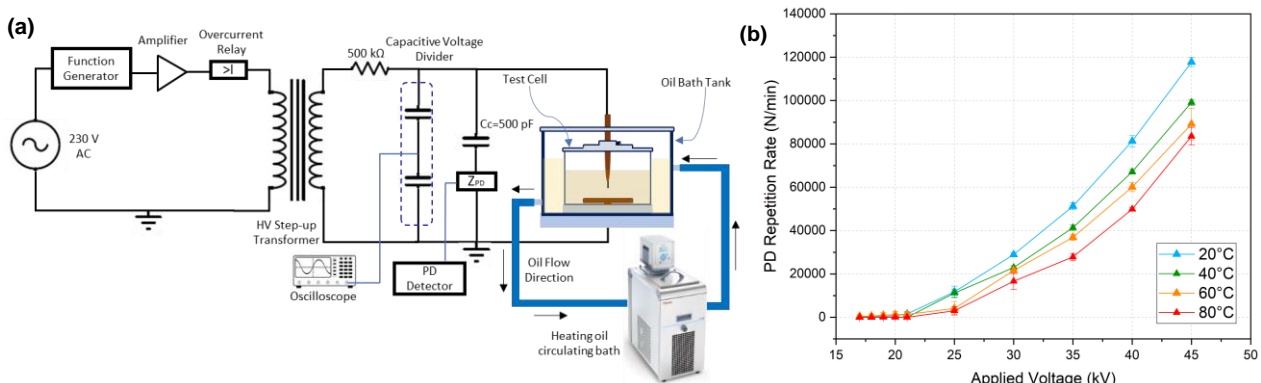 (a)
Function
Generator
Amplifier
Overcurrent
Relay
>I
230 V
AC
HV Step-up
Transformer
500 kΩ
Capacitive Voltage
Divider
Cc=500 pF
ZPD
Oscilloscope
PD
Detector
Test Cell
Oil Bath Tank
Oil Flow
Direction
Heating oil
circulating bath
(b)
PD Repetition Rate (N/min)
140000
120000
100000
80000
60000
40000
20000
0
15
20
25
30
35
40
45
50
20°C
40°C
60°C
80°C
Applied Voltage (kV)